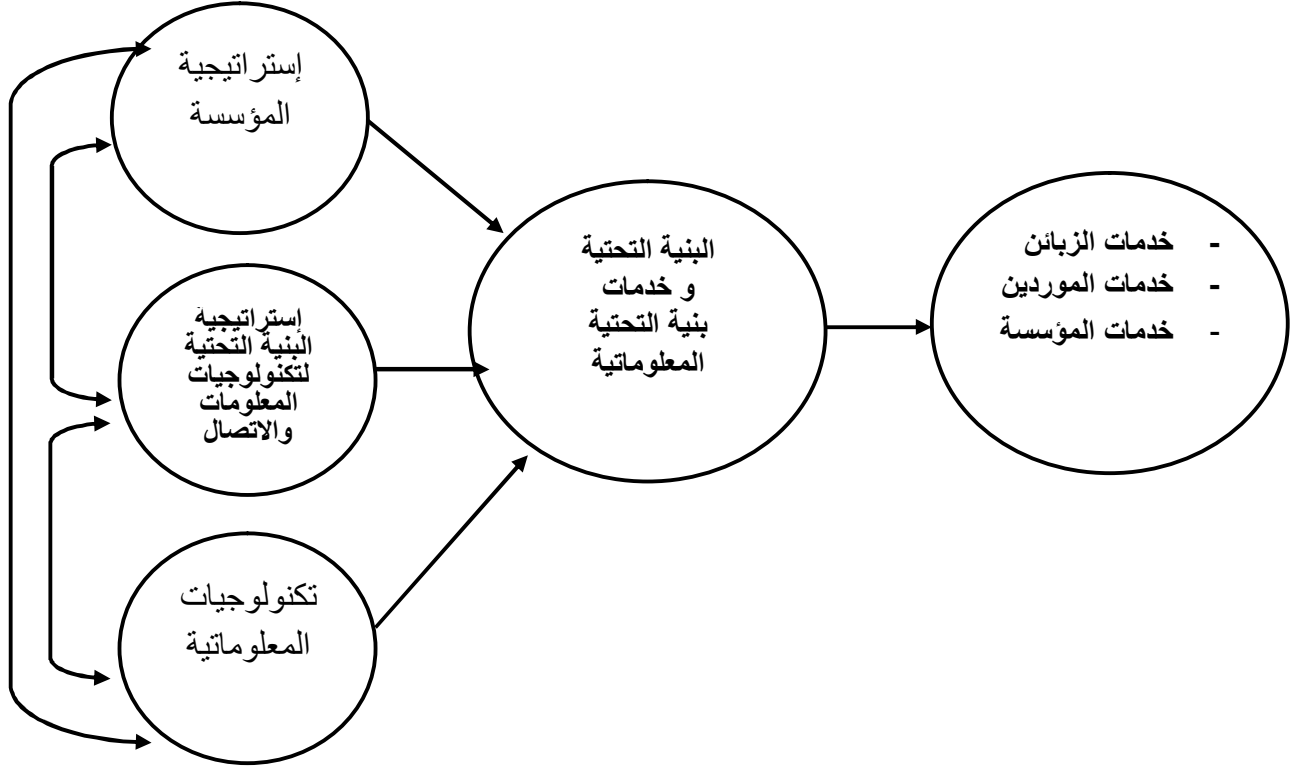 إستراتيجية
المؤسسة
إستراتيجية
البنية التحتية
لتكنولوجيات
المعلومات
والاتصال
تكنولوجيات
المعلوماتية
البنية التحتية
و خدمات
بنية التحتية
المعلوماتية
- خدمات الزبائن
- خدمات الموردين
- خدمات المؤسسة